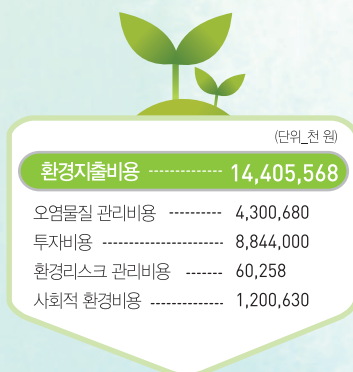 (단위_천 원)
환경지출비용 -------------- 14,405,568
오염물질 관리비용 ---------- 4,300,680
투자비용 ----------------------- 8,844,000
환경리스크 관리비용 ------- 60,258
사회적 환경비용 -------------- 1,200,630